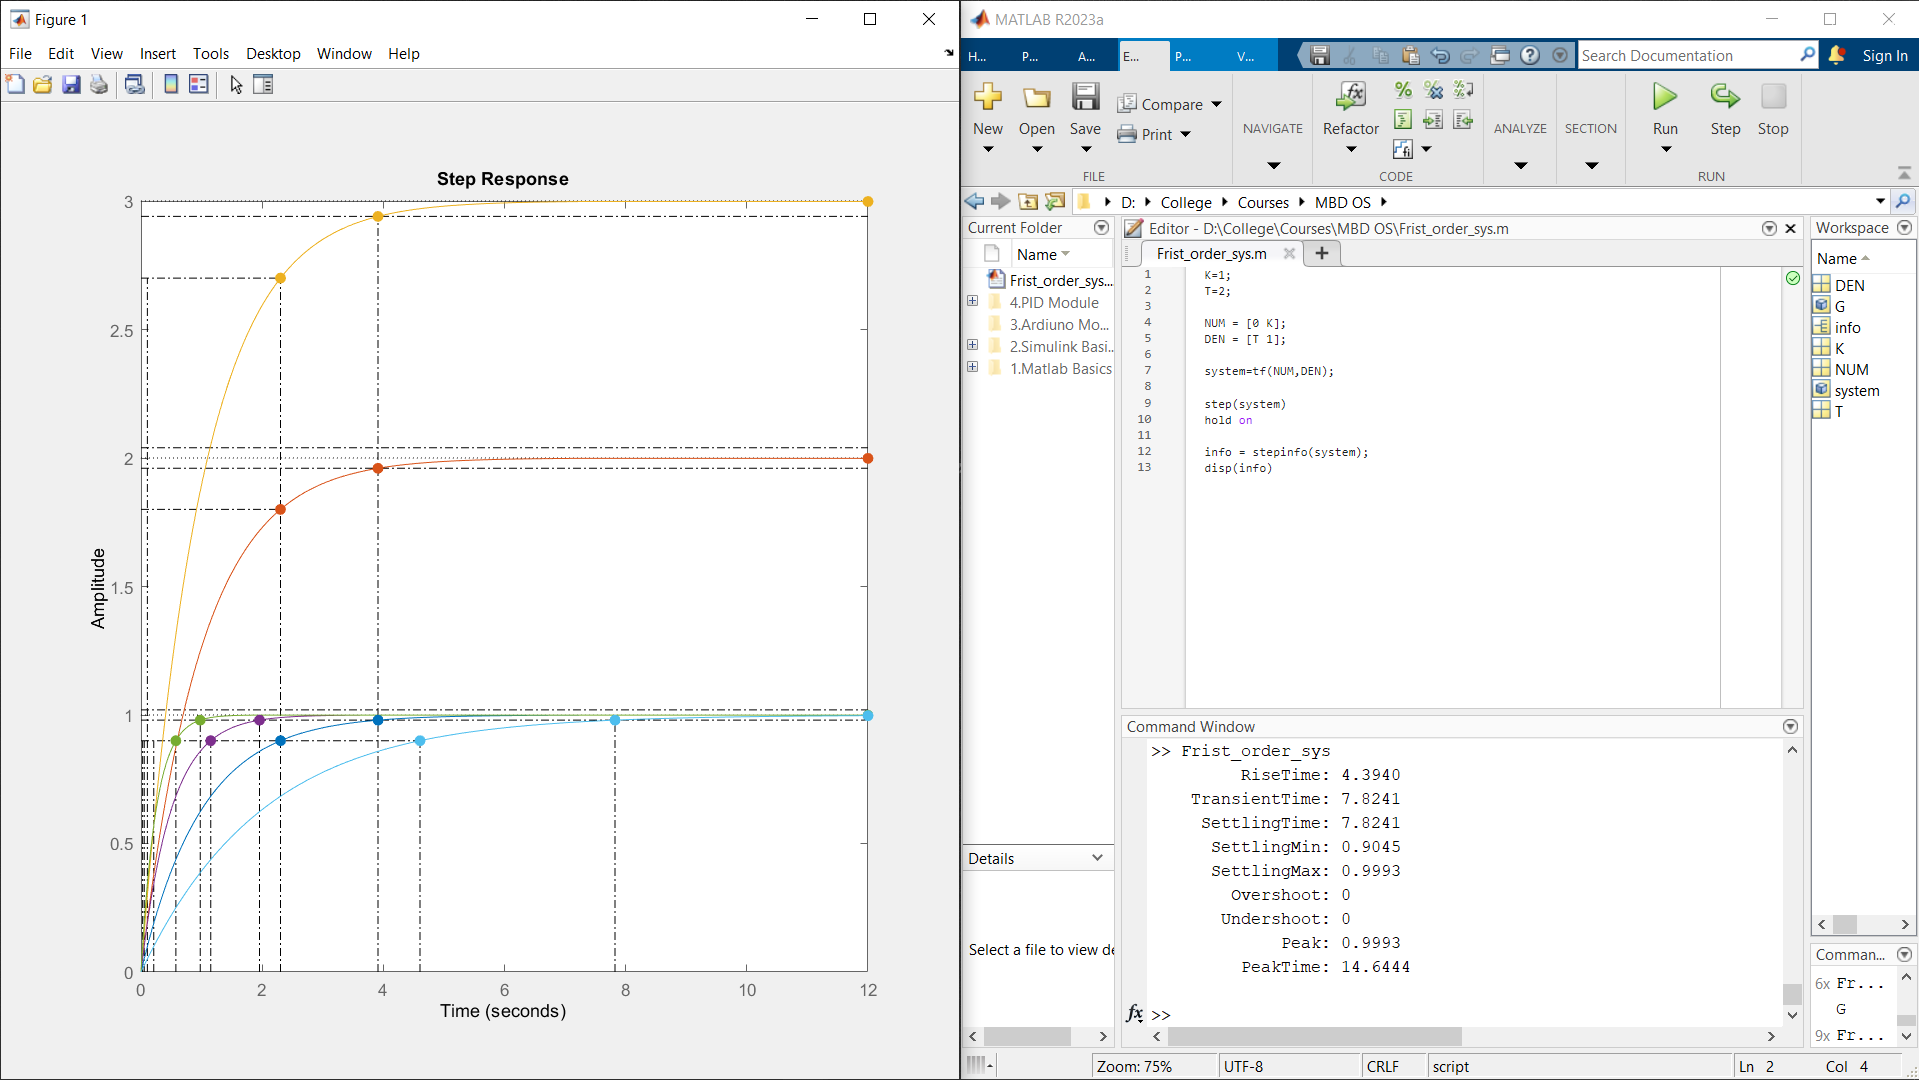 Figure 1
File Edit View Insert Tools Desktop Window Help
Step Response
3
2.5
2
1.5
1
0.5
0
Amplitude
0 2 4 6 8 10 12
Time (seconds)
MATLAB R2023a
H... P... A... E... P... V...
Search Documentation
Sign In
New Open Save
Compare
Print
FILE
NAVIGATE
Refactor
CODE
ANALYZE
SECTION
Run Step Stop
RUN
D: College Courses MBD OS
Current Folder
Name
Frist_order_sys...
4.PID Module
3.Ardiuno Mo...
2.Simulink Basi...
1.Matlab Basics
Details
Select a file to view de
Editor - D:\College\Courses\MBD OS\Frist_order_sys.m
Frist_order_sys.m
1 K=1;
2 T=2;
3
4 NUM = [0 K];
5 DEN = [T 1];
6
7 system=tf(NUM,DEN);
8
9 step(system)
10 hold on
11
12 info = stepinfo(system);
13 disp(info)
Command Window
>> Frist_order_sys
RiseTime: 4.3940
TransientTime: 7.8241
SettlingTime: 7.8241
SettlingMin: 0.9045
SettlingMax: 0.9993
Overshoot: 0
Undershoot: 0
Peak: 0.9993
PeakTime: 14.6444
fx >>
Workspace
Name
DEN
G
info
K
NUM
system
T
Comman...
6x Fr...
G
9x Fr...
Zoom: 75% UTF-8 CRLF script Ln 2 Col 4